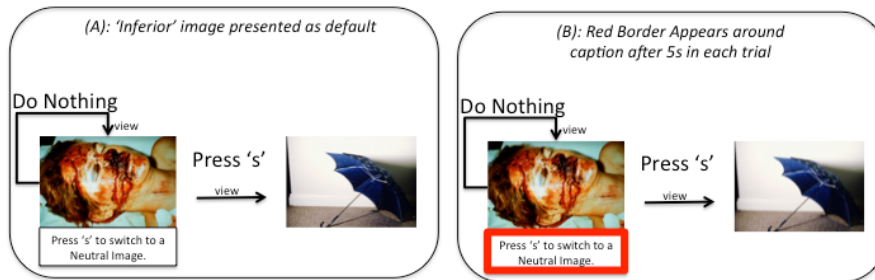 (A): ‘Inferior’ image presented as default
Do Nothing
view
Press ‘s’
view
Press ‘s’ to switch to a
Neutral Image.
(B): Red Border Appears around
caption after 5s in each trial
Do Nothing
view
Press ‘s’
view
Press ‘s’ to switch to a
Neutral Image.